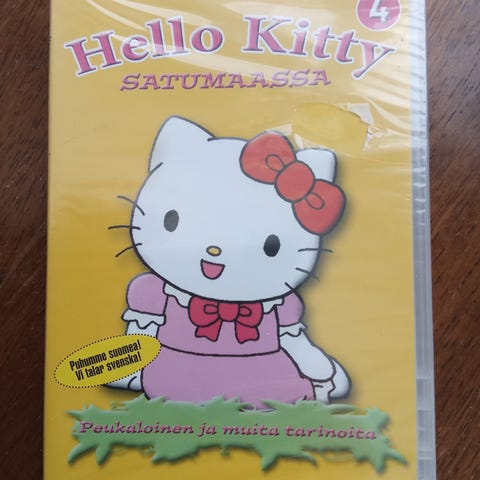 4
Hello Kitty
SATUMAASSA
Puhumme suomea!
Vi talar svenska!
Peukaloinen ja muita tarinoita